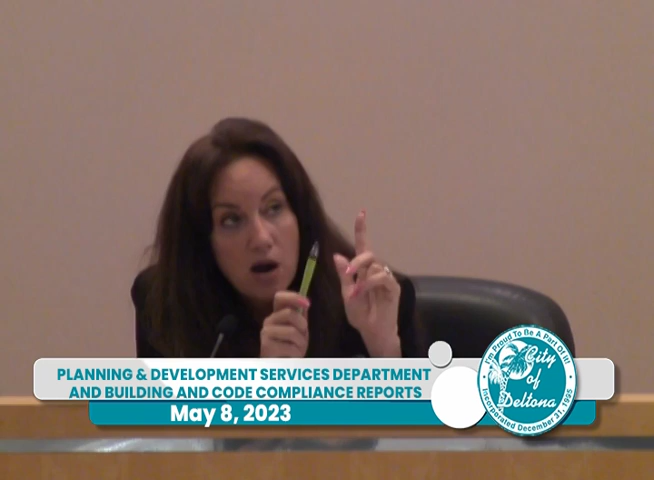 PLANNING & DEVELOPMENT SERVICES DEPARTMENT
AND BUILDING AND CODE COMPLIANCE REPORTS
May 8, 2023
I'm Proud To Be A Part Of It!
City
of
Deltona
Incorporated December 31, 1995